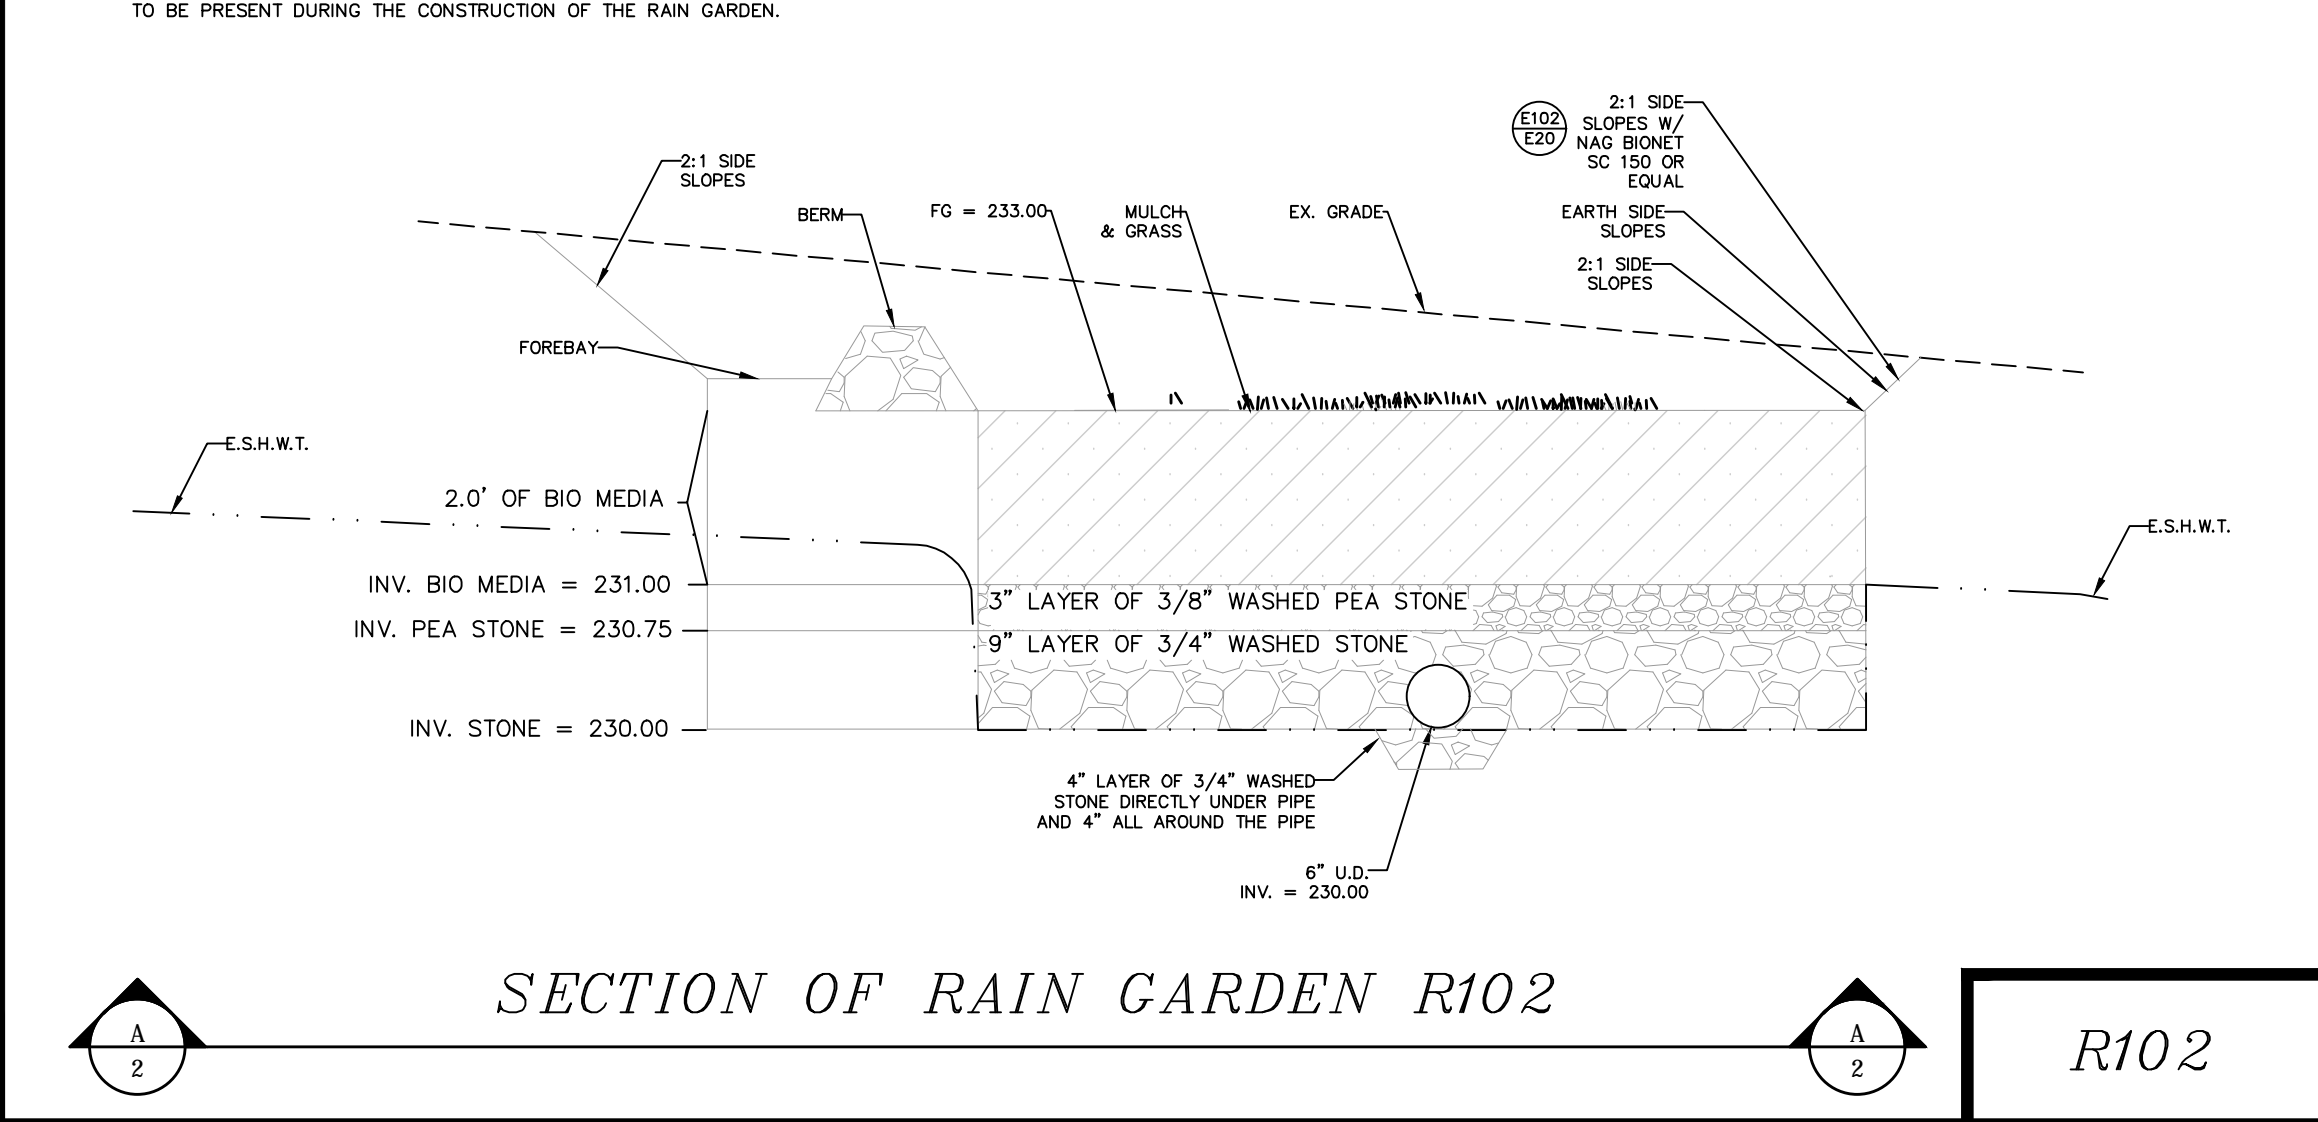 TO BE PRESENT DURING THE CONSTRUCTION OF THE RAIN GARDEN.
2:1 SIDE
SLOPES
BERM
FG = 233.00
MULCH
& GRASS
EX. GRADE
E102
E20
2:1 SIDE
SLOPES W/
NAG BIONET
SC 150 OR
EQUAL
EARTH SIDE
SLOPES
2:1 SIDE
SLOPES
FOREBAY
E.S.H.W.T.
2.0' OF BIO MEDIA
E.S.H.W.T.
INV. BIO MEDIA = 231.00
3" LAYER OF 3/8" WASHED PEA STONE
INV. PEA STONE = 230.75
9" LAYER OF 3/4" WASHED STONE
INV. STONE = 230.00
4" LAYER OF 3/4" WASHED
STONE DIRECTLY UNDER PIPE
AND 4" ALL AROUND THE PIPE
6" U.D.
INV. = 230.00
SECTION OF RAIN GARDEN R102
A
2
A
2
R102